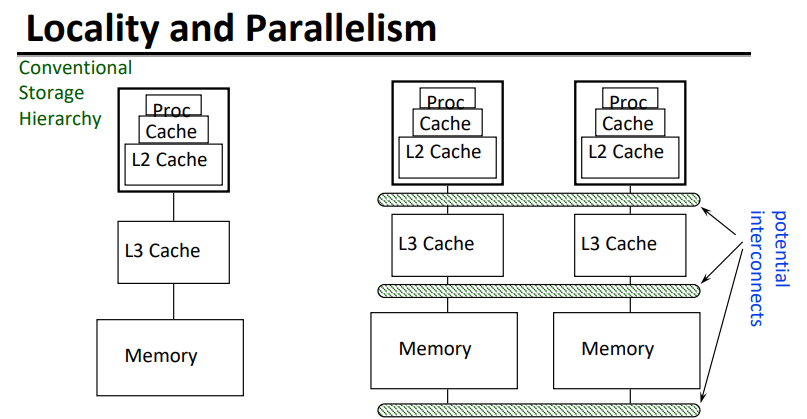 Locality and Parallelism
Conventional
Storage
Hierarchy
Proc
Cache
L2 Cache
L3 Cache
Memory
Proc
Cache
L2 Cache
L3 Cache
Memory
Proc
Cache
L2 Cache
L3 Cache
Memory
potential
interconnects